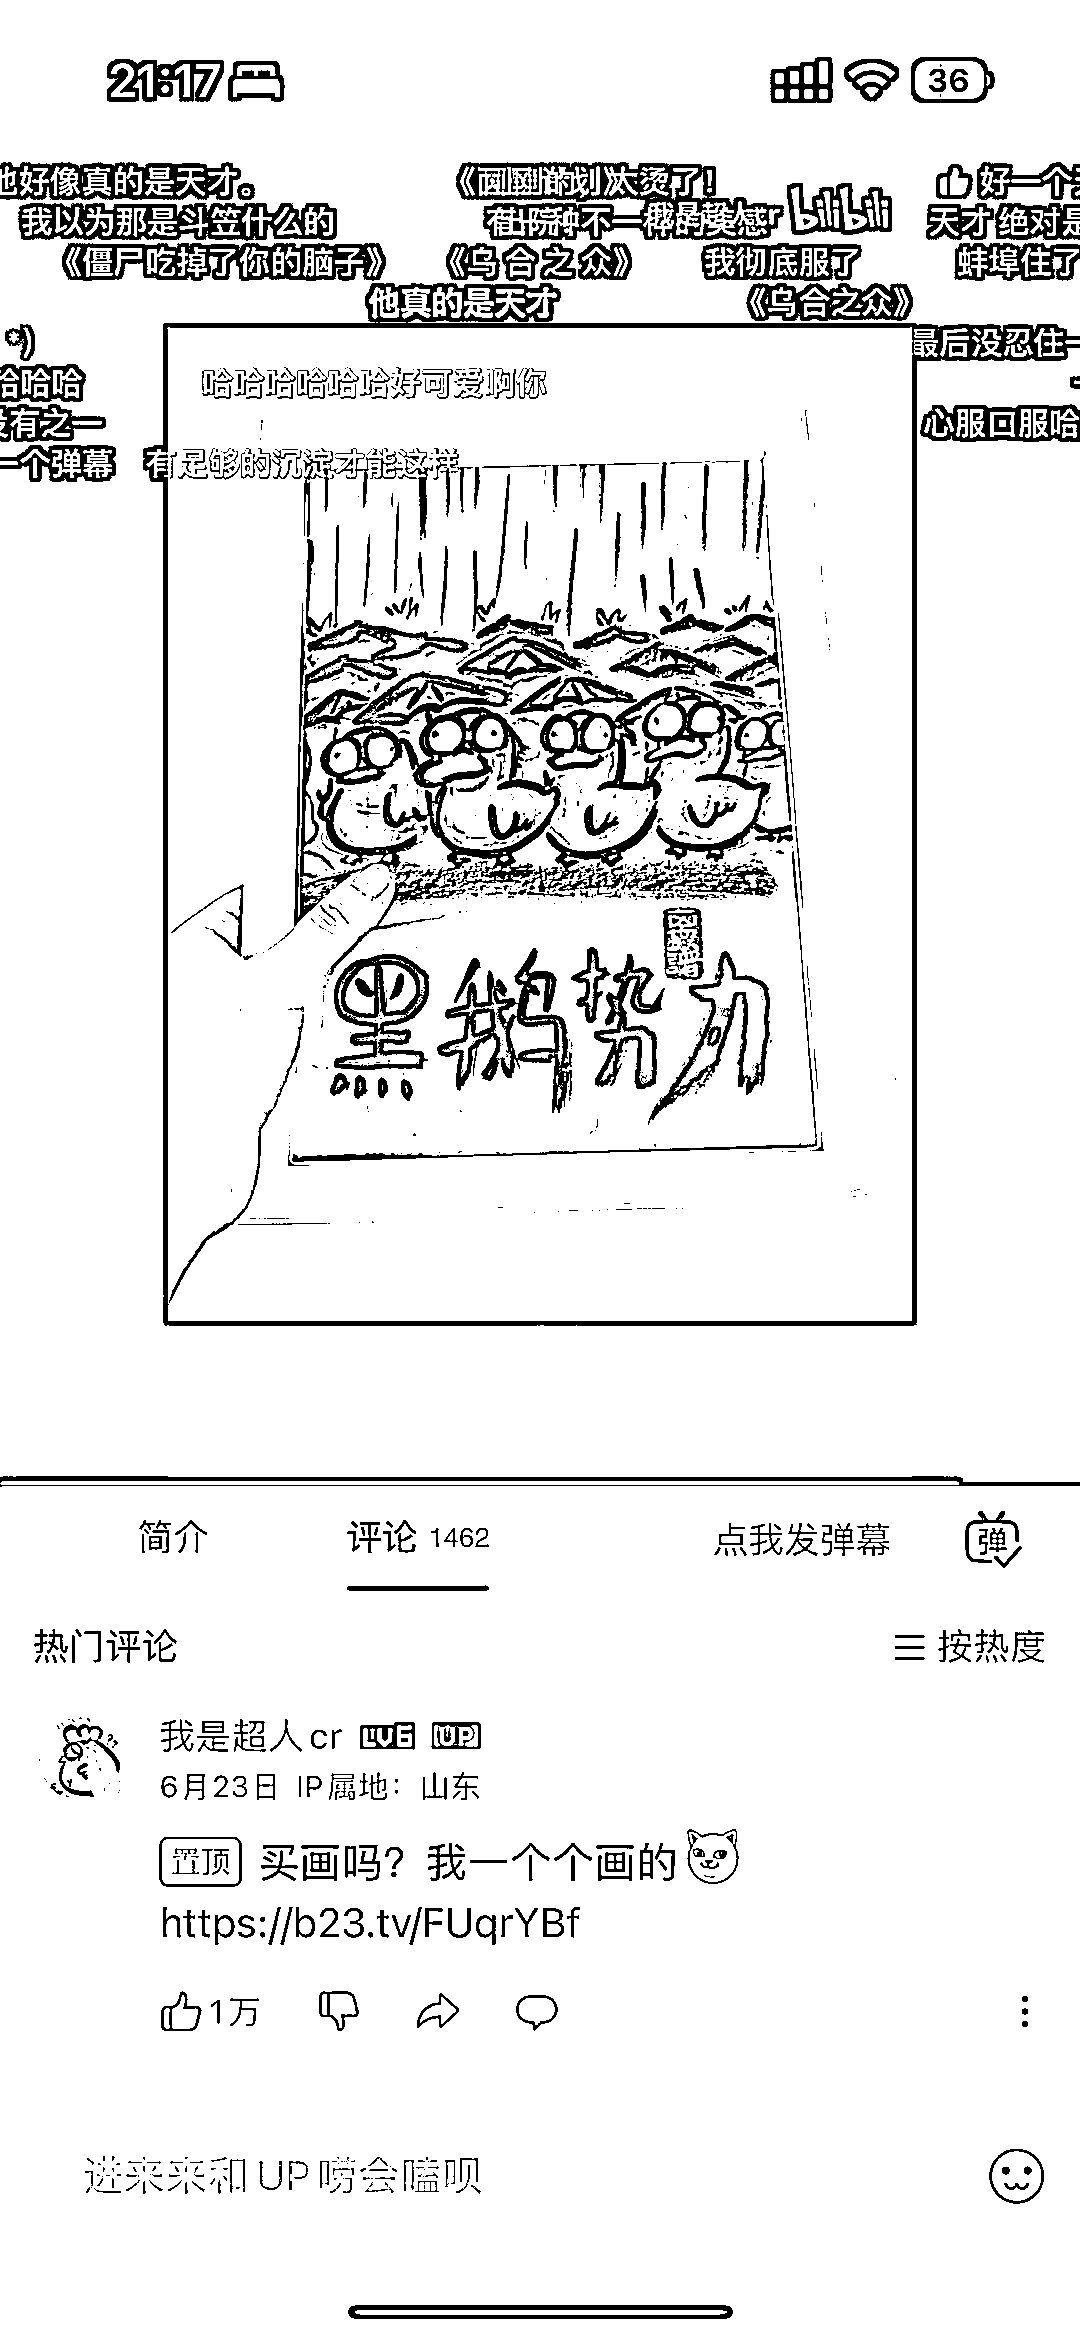 21:17
36
他好像真的是天才。
太烫了！
好一个
我以为那是斗笠什么的
不一样
bilibili
天才 绝对是
《僵尸吃掉了你的脑子》
《乌 合 之 众》
我彻底服了
蚌埠住了
他真的是天才
《乌合之众》
最后没忍住一
哈哈哈哈哈哈好可爱啊你
哈哈哈
没有之一
心服口服哈
一个弹幕
有足够的沉淀才能这样
黑鹅势力
简介
评论 1462
点我发弹幕
弹
热门评论
按热度
我是超人cr LV6 UP
6月23日 IP属地：山东
置顶 买画吗？我一个个画的
https://b23.tv/FUqrYBf
1万
进来来和 UP 唠会嗑呗